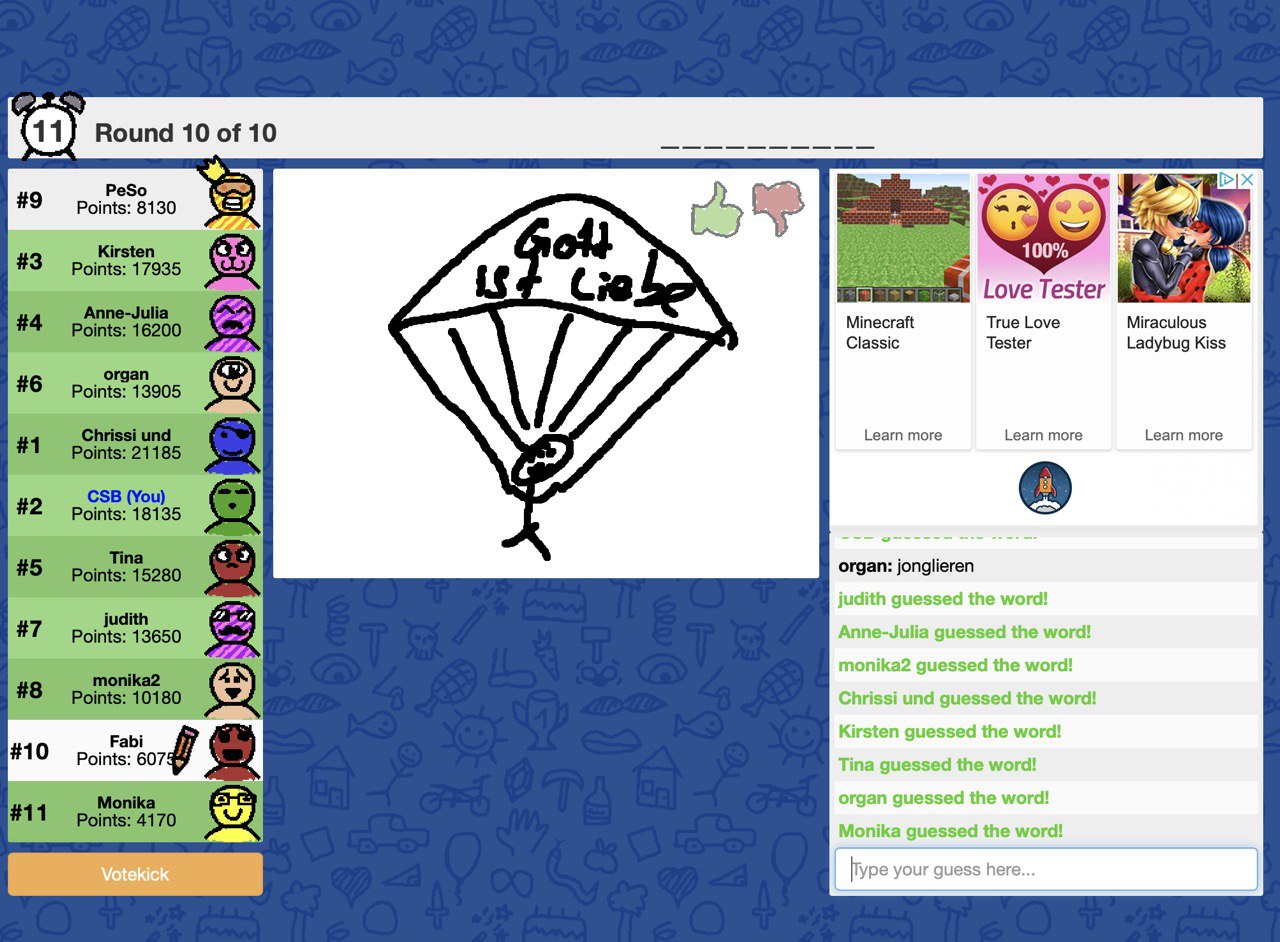 11
Round 10 of 10
__________
#9
PeSo
Points: 8130
#3
Kirsten
Points: 17935
#4
Anne-Julia
Points: 16200
#6
organ
Points: 13905
#1
Chrissi und
Points: 21185
#2
CSB (You)
Points: 18135
#5
Tina
Points: 15280
#7
judith
Points: 13650
#8
monika2
Points: 10180
#10
Fabi
Points: 6075
#11
Monika
Points: 4170
Votekick
Gott
ist Liebe
Minecraft
Classic
Learn more
100%
LOVE Tester
True Love
Tester
Learn more
Miraculous
Ladybug Kiss
Learn more
CSB guessed the word!
organ: jonglieren
judith guessed the word!
Anne-Julia guessed the word!
monika2 guessed the word!
Chrissi und guessed the word!
Kirsten guessed the word!
Tina guessed the word!
organ guessed the word!
Monika guessed the word!
Type your guess here...